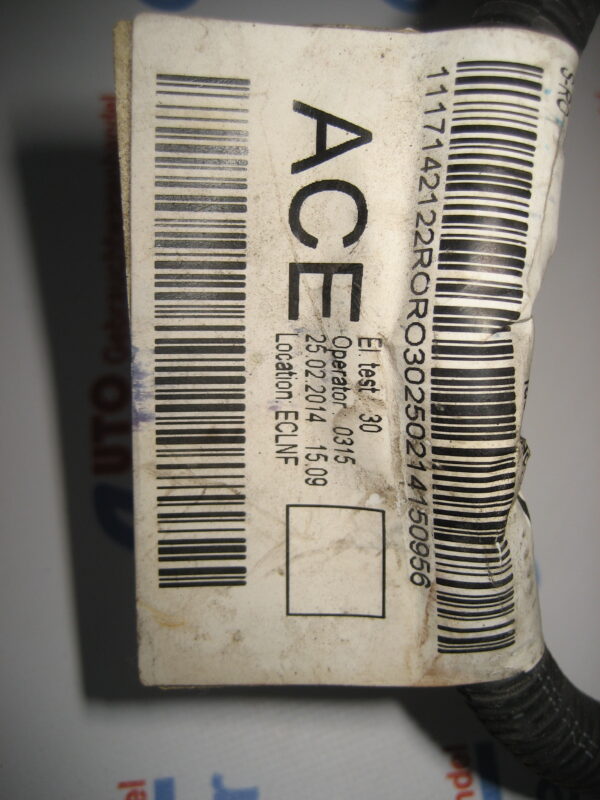 1117142122RORO30250214150956
ACE
El. test 30
Operator 0315
25.02.2014 15.09
Location: ECLNF